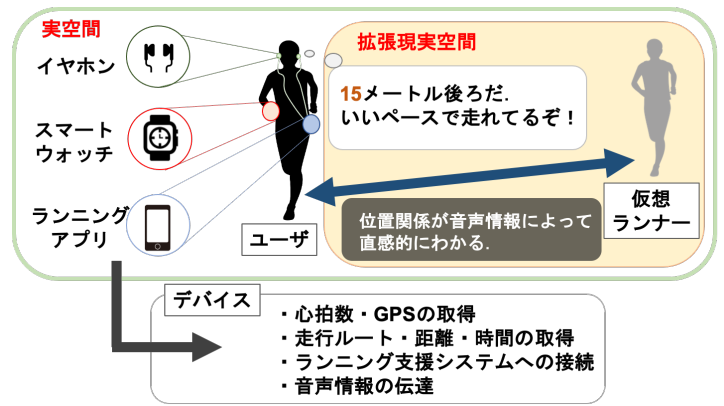 実空間
イヤホン
スマート
ウォッチ
ランニング
アプリ
ユーザ
拡張現実空間
15メートル後ろだ.
いいペースで走れてるぞ！
位置関係が音声情報によって
直感的にわかる.
仮想
ランナー
デバイス
・心拍数・GPSの取得
・走行ルート・距離・時間の取得
・ランニング支援システムへの接続
・音声情報の伝達